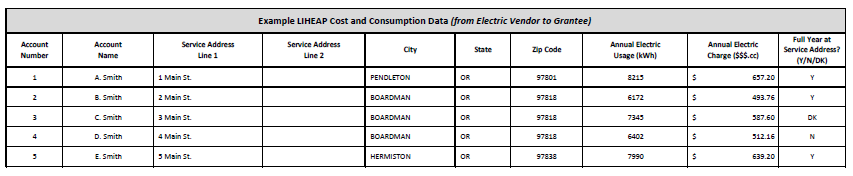 Example LIHEAP Cost and Consumption Data (from Electric Vendor to Grantee)
Account Number Account Name Service Address Line 1 Service Address Line 2 City State Zip Code Annual Electric Usage (kWh) Annual Electric Charge ($$$.cc) Full Year at Service Address? (Y/N/DK)
1 A. Smith 1 Main St. PENDLETON OR 97801 8215 $ 657.20 Y
2 B. Smith 2 Main St. BOARDMAN OR 97818 6172 $ 493.76 Y
3 C. Smith 3 Main St. BOARDMAN OR 97818 7345 $ 587.60 DK
4 D. Smith 4 Main St. BOARDMAN OR 97818 6402 $ 512.16 N
5 E. Smith 5 Main St. HERMISTON OR 97838 7990 $ 639.20 Y